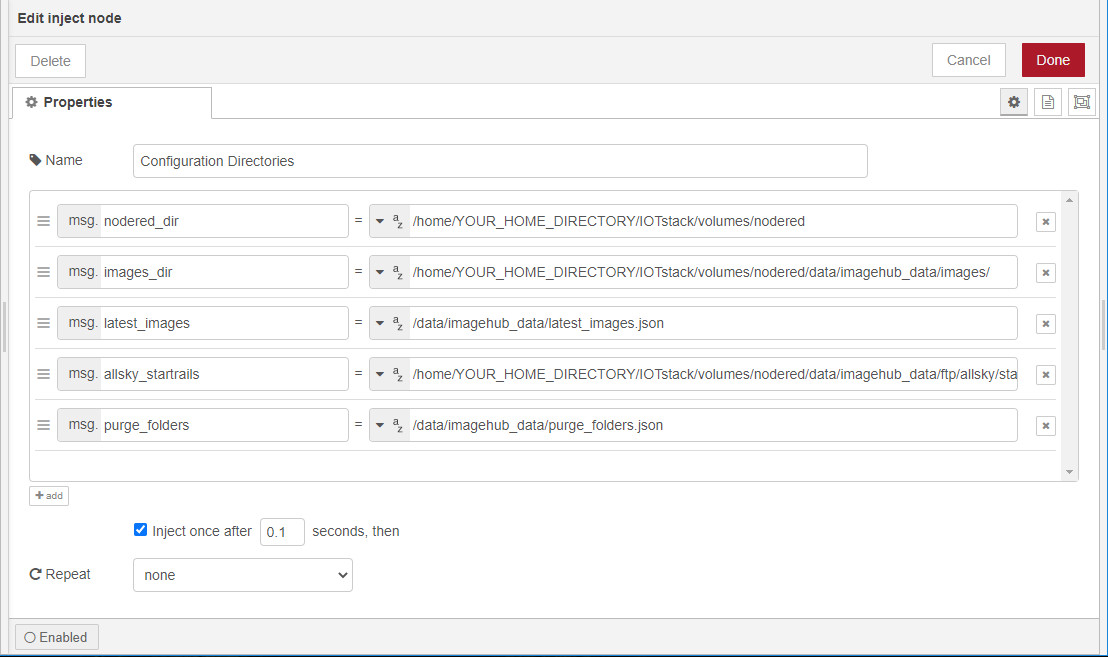 Edit inject node
Delete
Cancel
Done
Properties
Name
Configuration Directories
msg. nodered_dir = a z /home/YOUR_HOME_DIRECTORY/IOTstack/volumes/nodered
msg. images_dir = a z /home/YOUR_HOME_DIRECTORY/IOTstack/volumes/nodered/data/imagehub_data/images/
msg. latest_images = a z /data/imagehub_data/latest_images.json
msg. allsky_startrails = a z /home/YOUR_HOME_DIRECTORY/IOTstack/volumes/nodered/data/imagehub_data/ftp/allsky/sta
msg. purge_folders = a z /data/imagehub_data/purge_folders.json
add
Inject once after 0.1 seconds, then
Repeat none
Enabled